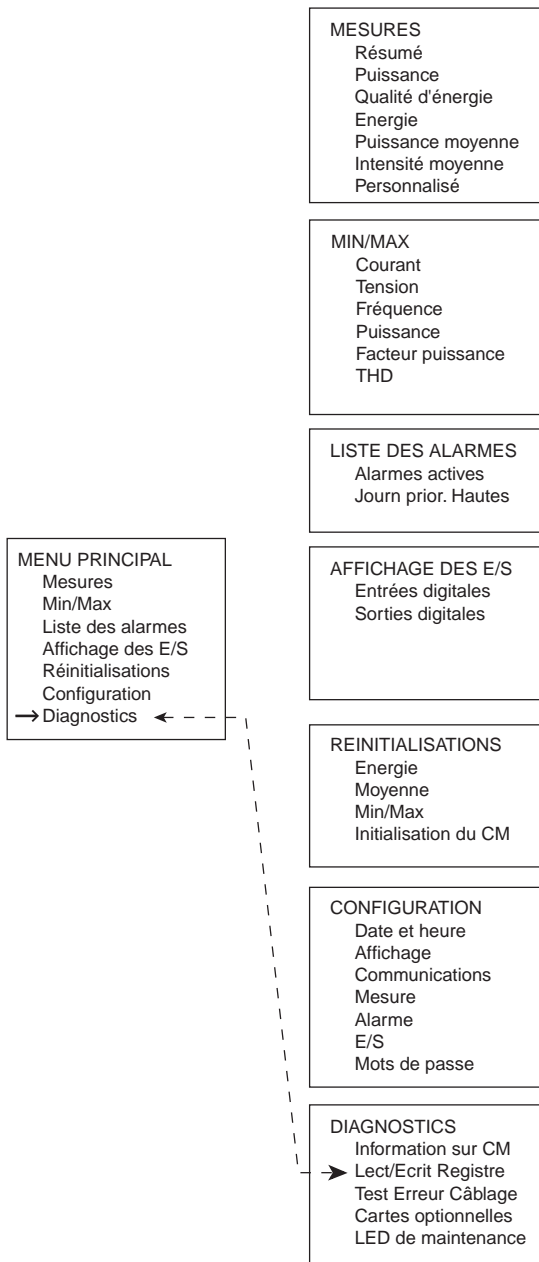 MESURES
Résumé
Puissance
Qualité d'énergie
Energie
Puissance moyenne
Intensité moyenne
Personnalisé
MIN/MAX
Courant
Tension
Fréquence
Puissance
Facteur puissance
THD
LISTE DES ALARMES
Alarmes actives
Journ prior. Hautes
MENU PRINCIPAL
Mesures
Min/Max
Liste des alarmes
Affichage des E/S
Réinitialisations
Configuration
Diagnostics
AFFICHAGE DES E/S
Entrées digitales
Sorties digitales
REINITIALISATIONS
Energie
Moyenne
Min/Max
Initialisation du CM
CONFIGURATION
Date et heure
Affichage
Communications
Mesure
Alarme
E/S
Mots de passe
DIAGNOSTICS
Information sur CM
Lect/Ecrit Registre
Test Erreur Câblage
Cartes optionnelles
LED de maintenance